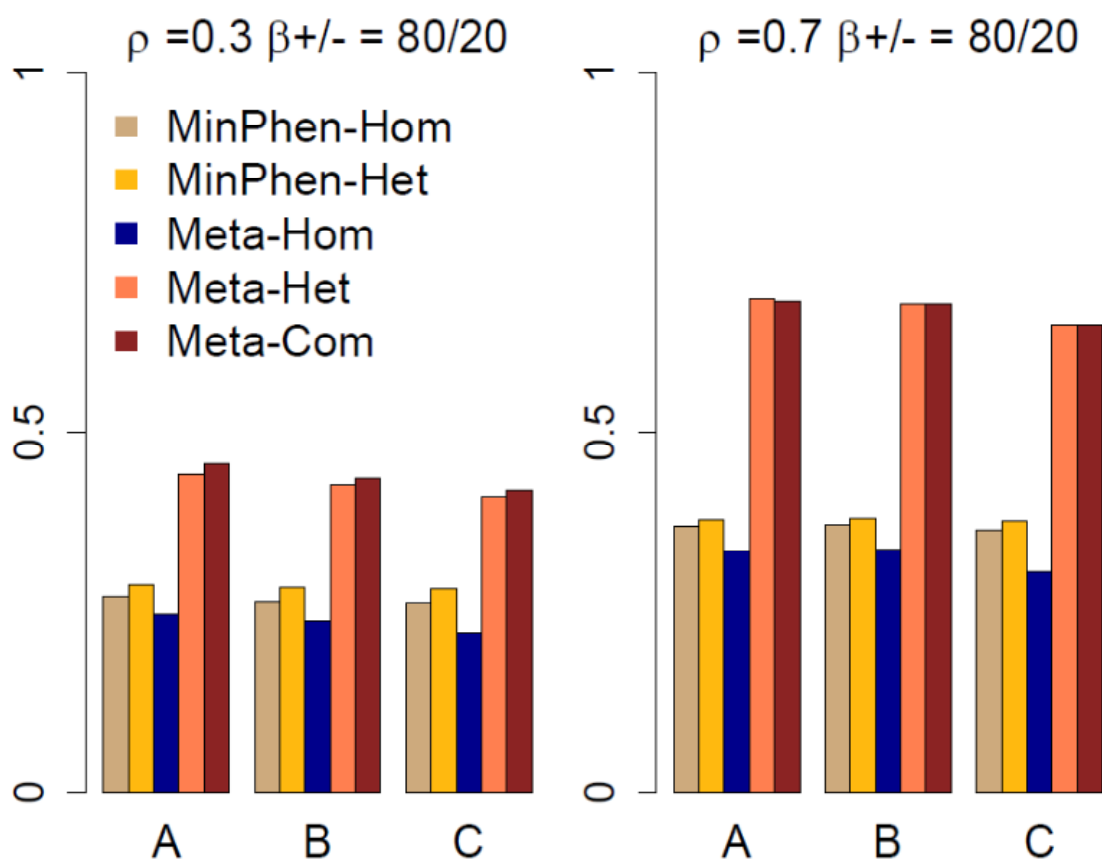 ρ =0.3 β+/- = 80/20
1
0.5
0
MinPhen-Hom
MinPhen-Het
Meta-Hom
Meta-Het
Meta-Com
A B C
ρ =0.7 β+/- = 80/20
1
0.5
0
A B C